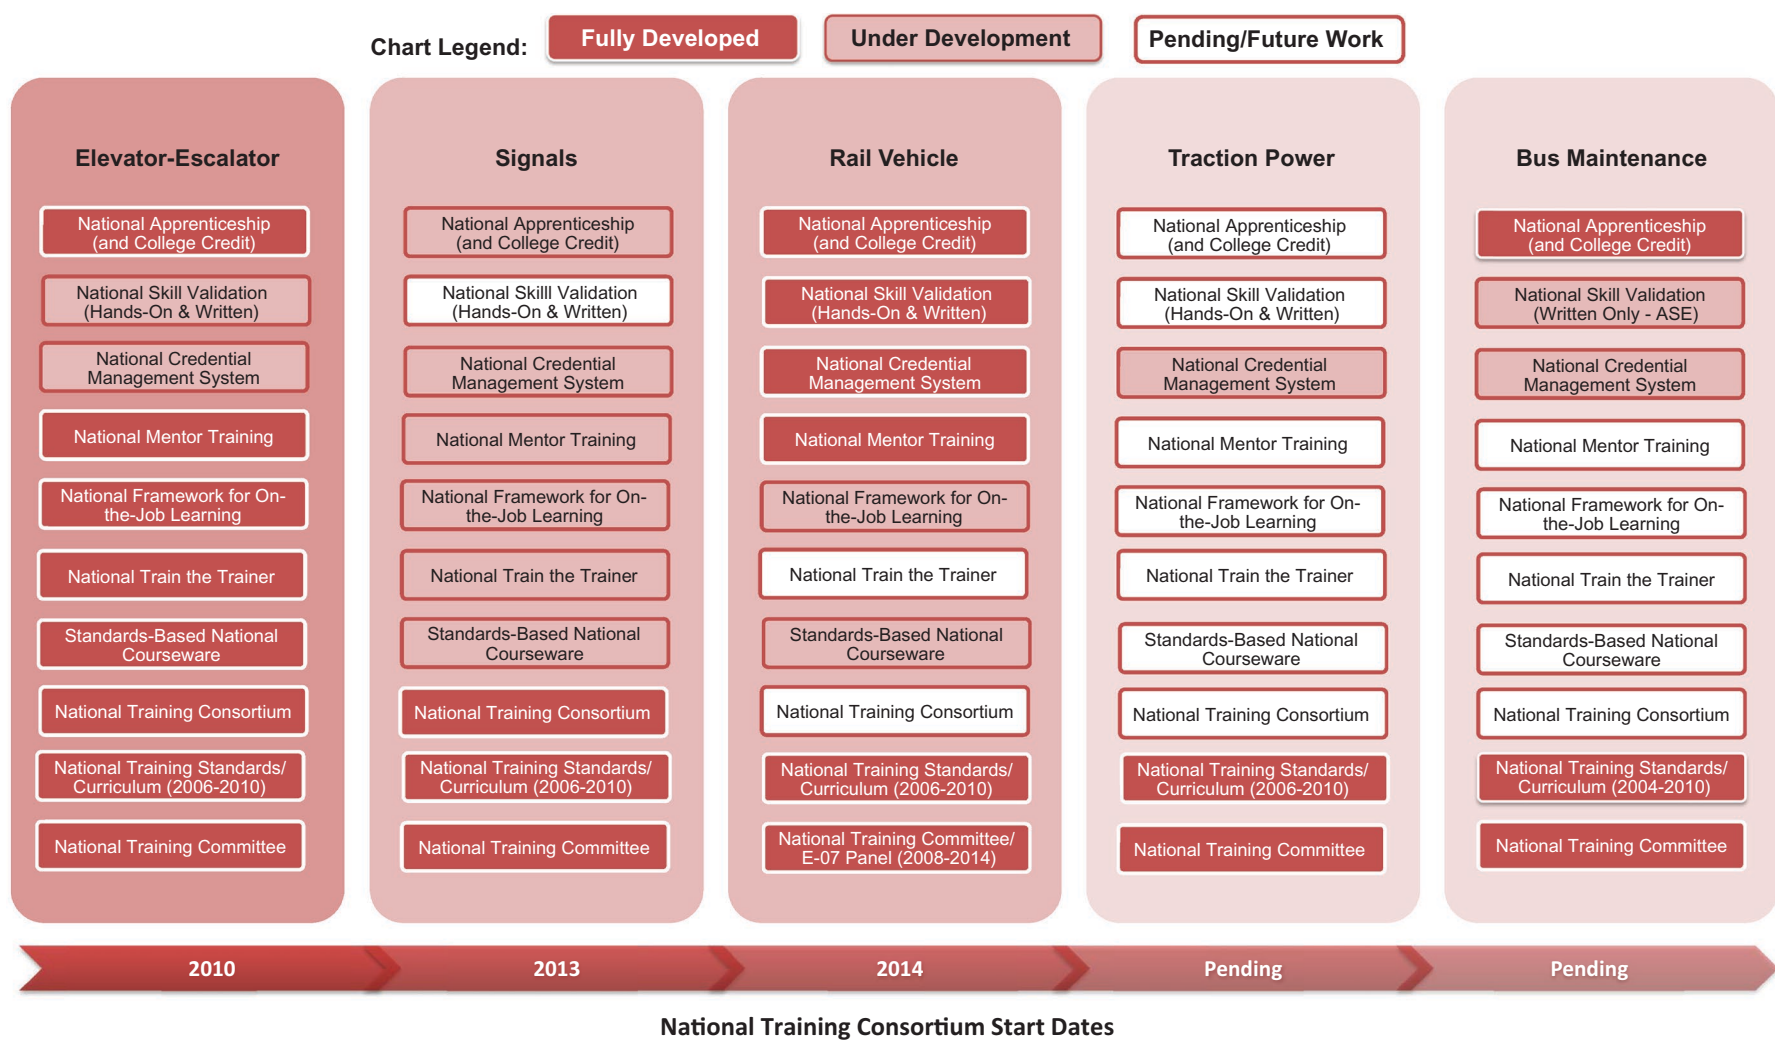 Chart Legend:
Fully Developed
Under Development
Pending/Future Work
Elevator-Escalator
National Apprenticeship
(and College Credit)
National Skill Validation
(Hands-On & Written)
National Credential
Management System
National Mentor Training
National Framework for On-
the-Job Learning
National Train the Trainer
Standards-Based National
Courseware
National Training Consortium
National Training Standards/
Curriculum (2006-2010)
National Training Committee
Signals
National Apprenticeship
(and College Credit)
National Skilll Validation
(Hands-On & Written)
National Credential
Management System
National Mentor Training
National Framework for On-
the-Job Learning
National Train the Trainer
Standards-Based National
Courseware
National Training Consortium
National Training Standards/
Curriculum (2006-2010)
National Training Committee
Rail Vehicle
National Apprenticeship
(and College Credit)
National Skill Validation
(Hands-On & Written)
National Credential
Management System
National Mentor Training
National Framework for On-
the-Job Learning
National Train the Trainer
Standards-Based National
Courseware
National Training Consortium
National Training Standards/
Curriculum (2006-2010)
National Training Committee/
E-07 Panel (2008-2014)
Traction Power
National Apprenticeship
(and College Credit)
National Skill Validation
(Hands-On & Written)
National Credential
Management System
National Mentor Training
National Framework for On-
the-Job Learning
National Train the Trainer
Standards-Based National
Courseware
National Training Consortium
National Training Standards/
Curriculum (2006-2010)
National Training Committee
Bus Maintenance
National Apprenticeship
(and College Credit)
National Skill Validation
(Written Only - ASE)
National Credential
Management System
National Mentor Training
National Framework for On-
the-Job Learning
National Train the Trainer
Standards-Based National
Courseware
National Training Consortium
National Training Standards/
Curriculum (2004-2010)
National Training Committee
2010
2013
2014
Pending
Pending
National Training Consortium Start Dates